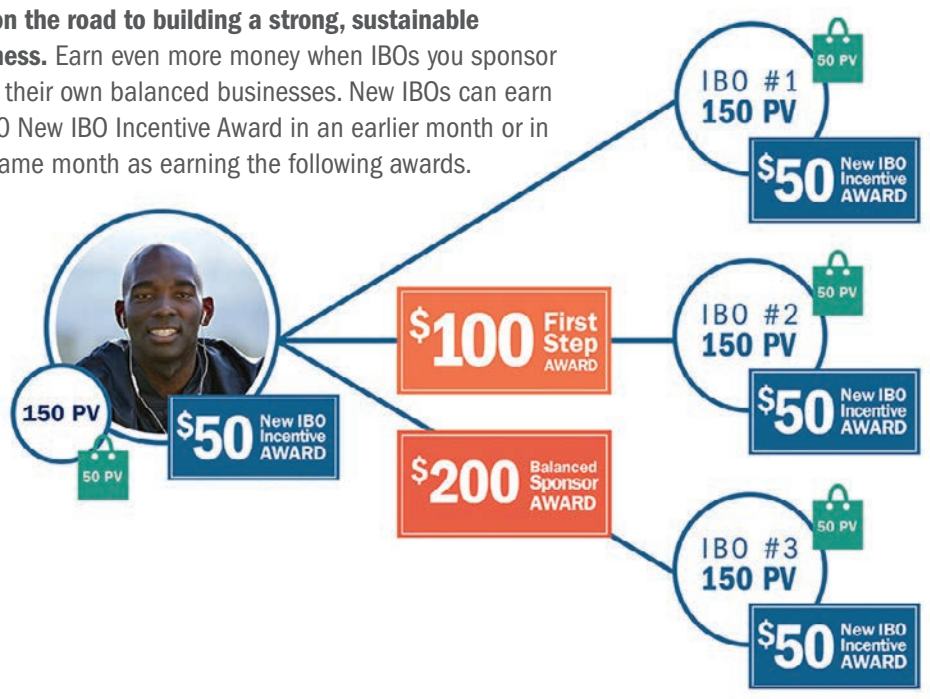 on the road to building a strong, sustainable
ness. Earn even more money when IBOs you sponsor
their own balanced businesses. New IBOs can earn
0 New IBO Incentive Award in an earlier month or in
ame month as earning the following awards.
50 PV
IBO #1
150 PV
$50 New IBO
Incentive
AWARD
50 PV
$100 First
Step
AWARD
IBO #2
150 PV
$50 New IBO
Incentive
AWARD
150 PV
50 PV
$50 New IBO
Incentive
AWARD
$200 Balanced
Sponsor
AWARD
50 PV
IBO #3
150 PV
$50 New IBO
Incentive
AWARD